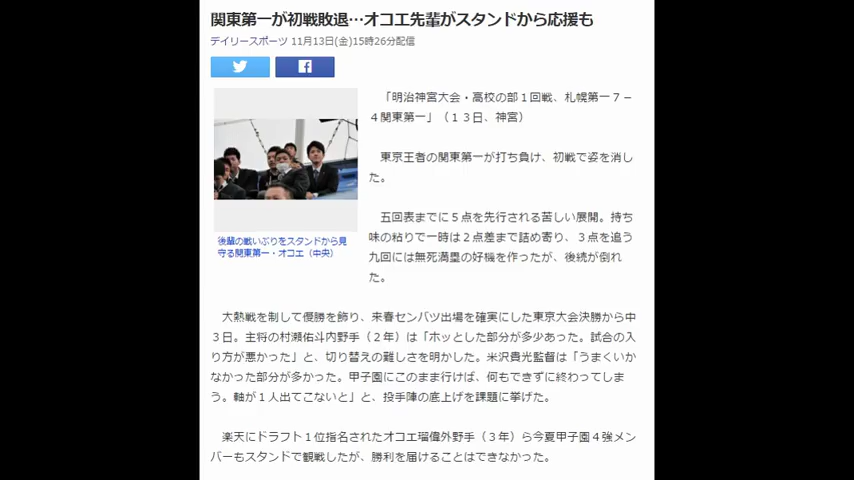 関東第一が初戦敗退…オコエ先輩がスタンドから応援も
デイリースポーツ 11月13日(金)15時26分配信
「明治神宮大会・高校の部１回戦、札幌第一７－
４関東第一」（１３日、神宮）
東京王者の関東第一が打ち負け、初戦で姿を消し
た。
五回表までに５点を先行される苦しい展開。持ち
味の粘りで一時は２点差まで詰め寄り、３点を追う
九回には無死満塁の好機を作ったが、後続が倒れ
た。
後輩の戦いぶりをスタンドから見
守る関東第一・オコエ（中央）
大熱戦を制して優勝を飾り、来春センバツ出場を確実にした東京大会決勝から中
３日。主将の村瀬佑斗内野手（２年）は「ホッとした部分が多少あった。試合の入
り方が悪かった」と、切り替えの難しさを明かした。米沢貴光監督は「うまくいか
なかった部分が多かった。甲子園にこのまま行けば、何もできずに終わってしま
う。軸が１人出てこないと」と、投手陣の底上げを課題に挙げた。
楽天にドラフト１位指名されたオコエ瑠偉外野手（３年）ら今夏甲子園４強メン
バーもスタンドで観戦したが、勝利を届けることはできなかった。